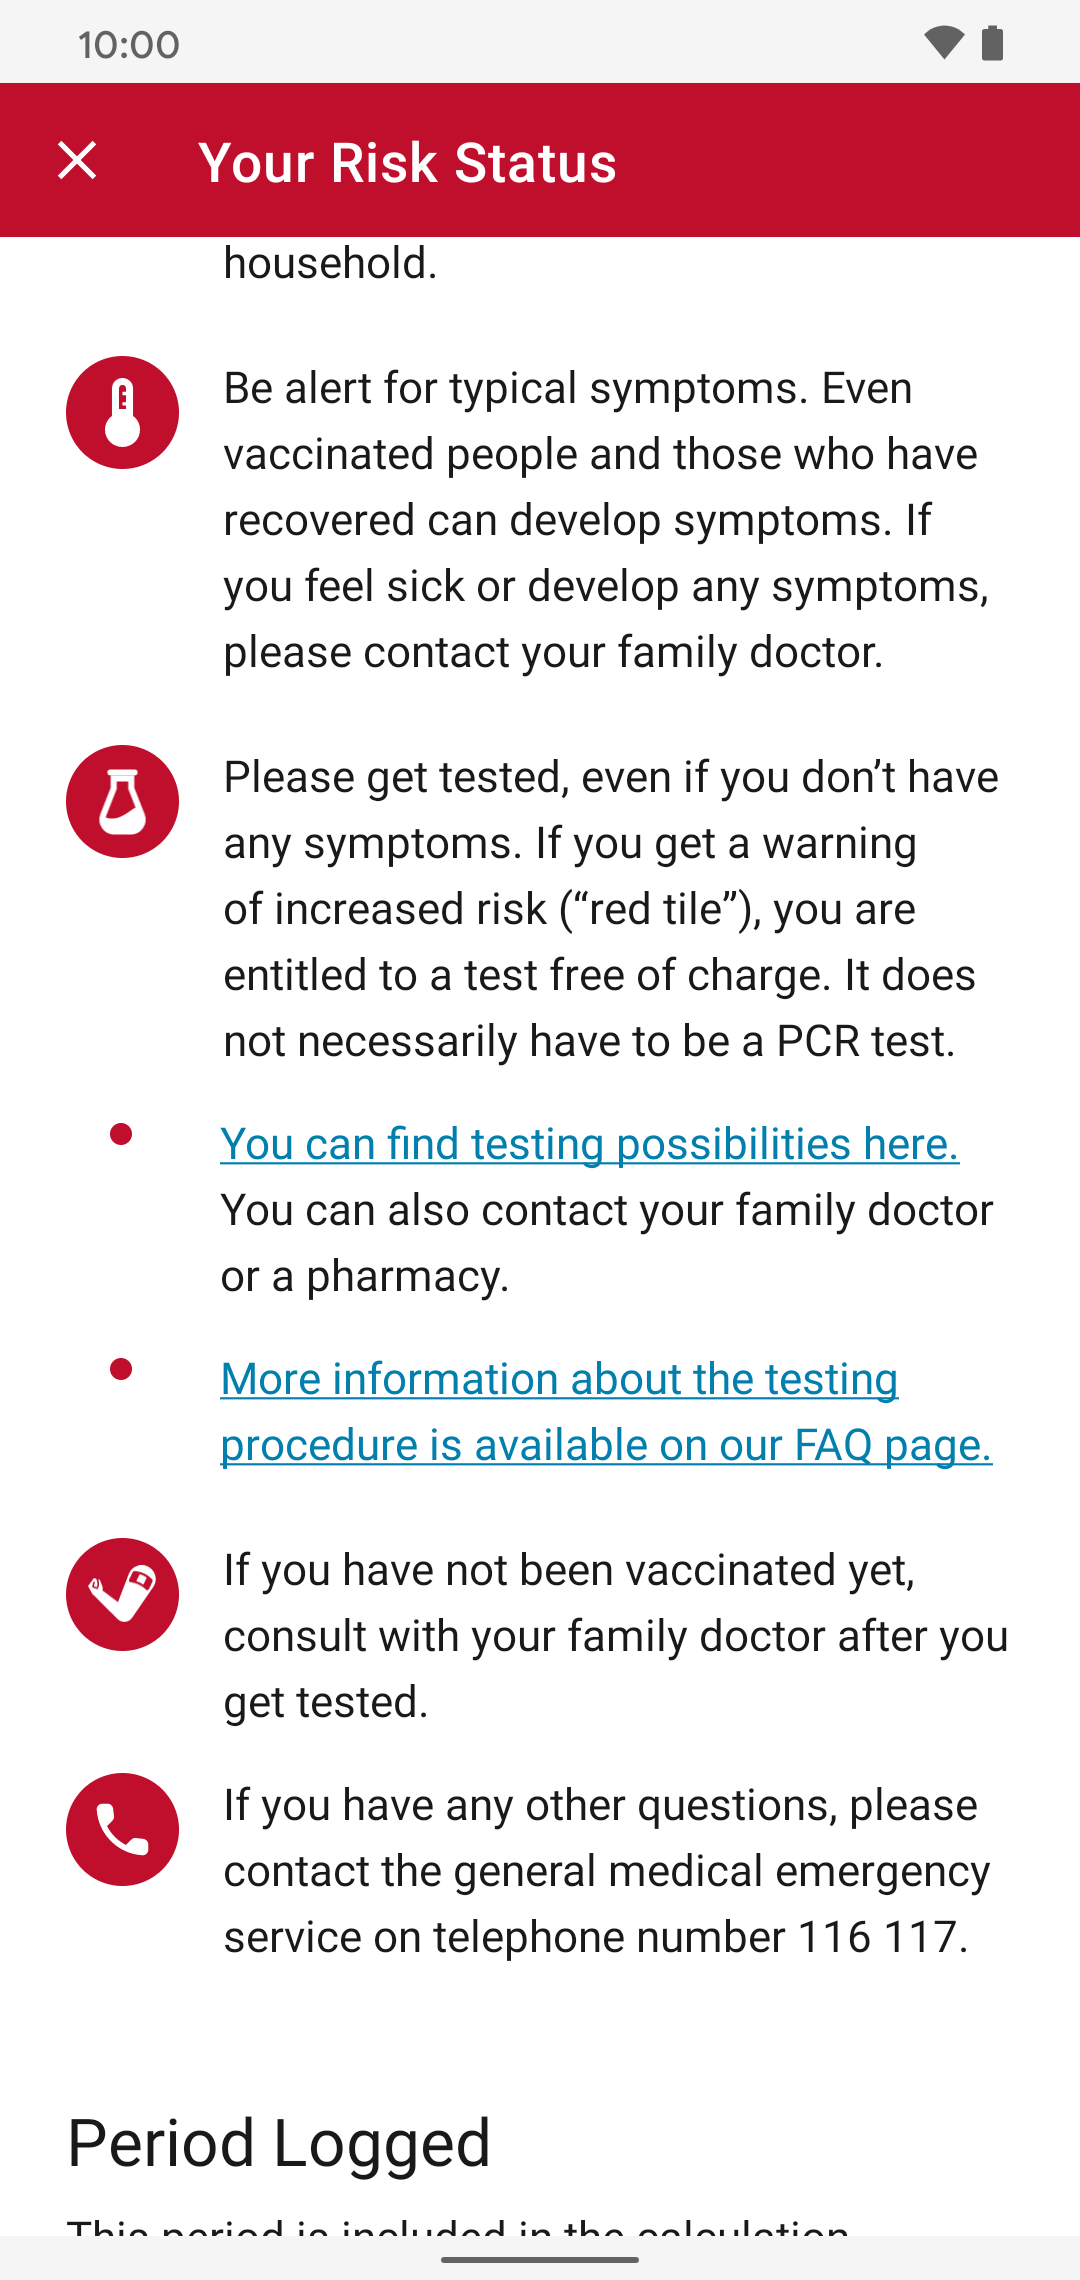 10:00
Your Risk Status
household.
Be alert for typical symptoms. Even
vaccinated people and those who have
recovered can develop symptoms. If
you feel sick or develop any symptoms,
please contact your family doctor.
Please get tested, even if you don’t have
any symptoms. If you get a warning
of increased risk (“red tile”), you are
entitled to a test free of charge. It does
not necessarily have to be a PCR test.
You can find testing possibilities here.
You can also contact your family doctor
or a pharmacy.
More information about the testing
procedure is available on our FAQ page.
If you have not been vaccinated yet,
consult with your family doctor after you
get tested.
If you have any other questions, please
contact the general medical emergency
service on telephone number 116 117.
Period Logged
This period is included in the calculation